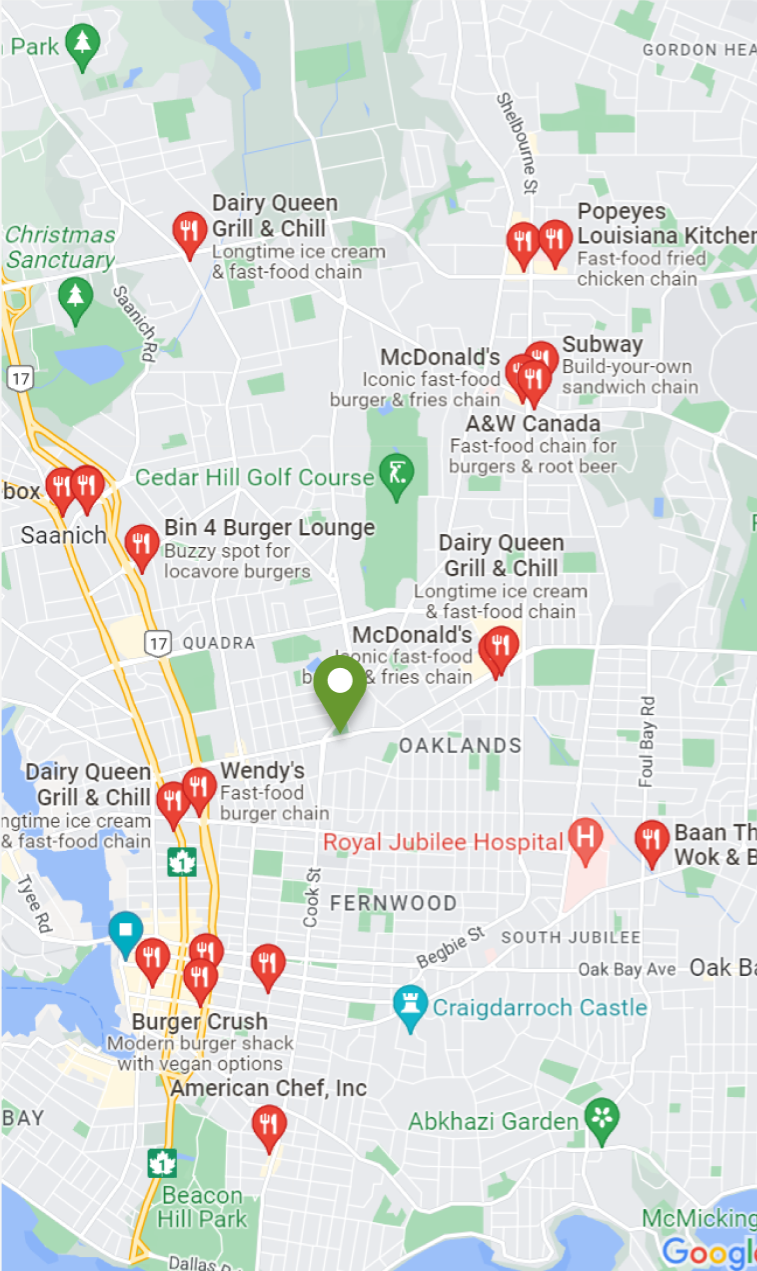 Park
GORDON HEA
Shelbourne St
Dairy Queen
Grill & Chill
Longtime ice cream
& fast-food chain
Popeyes
Louisiana Kitchen
Fast-food fried
chicken chain
Christmas
Sanctuary
Saanich Rd
17
McDonald's
Iconic fast-food
burger & fries chain
Subway
Build-your-own
sandwich chain
A&W Canada
Fast-food chain for
burgers & root beer
Cedar Hill Golf Course
box
Saanich
Bin 4 Burger Lounge
Buzzy spot for
locavore burgers
Dairy Queen
Grill & Chill
Longtime ice cream
& fast-food chain
17
QUADRA
McDonald's
Iconic fast-food
& fries chain
OAKLANDS
Foul Bay Rd
Dairy Queen
Grill & Chill
ngtime ice cream
& fast-food chain
Wendy's
Fast-food
burger chain
1
Royal Jubilee Hospital
H
Baan Th
Wok & B
Tyee Rd
Cook St
FERNWOOD
Begbie St
SOUTH JUBILEE
Oak Bay Ave
Oak Ba
Craigdarroch Castle
Burger Crush
Modern burger shack
with vegan options
American Chef, Inc
BAY
Abkhazi Garden
1
Beacon
Hill Park
McMicking
Dallas
Google